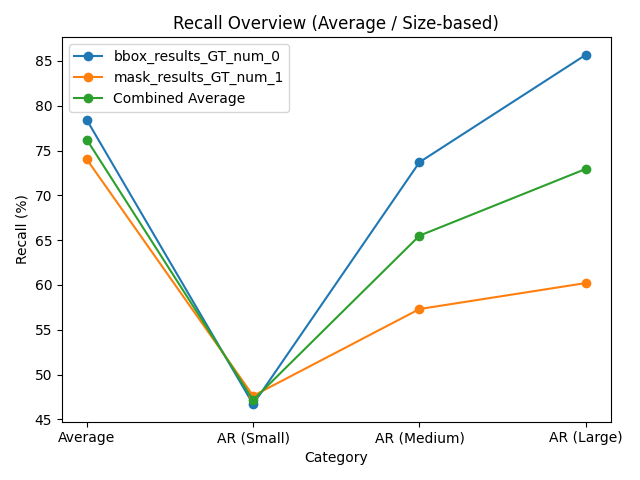 Recall Overview (Average / Size-based)
bbox_results_GT_num_0
mask_results_GT_num_1
Combined Average
Recall (%)
85
80
75
70
65
60
55
50
45
Average
AR (Small)
AR (Medium)
AR (Large)
Category